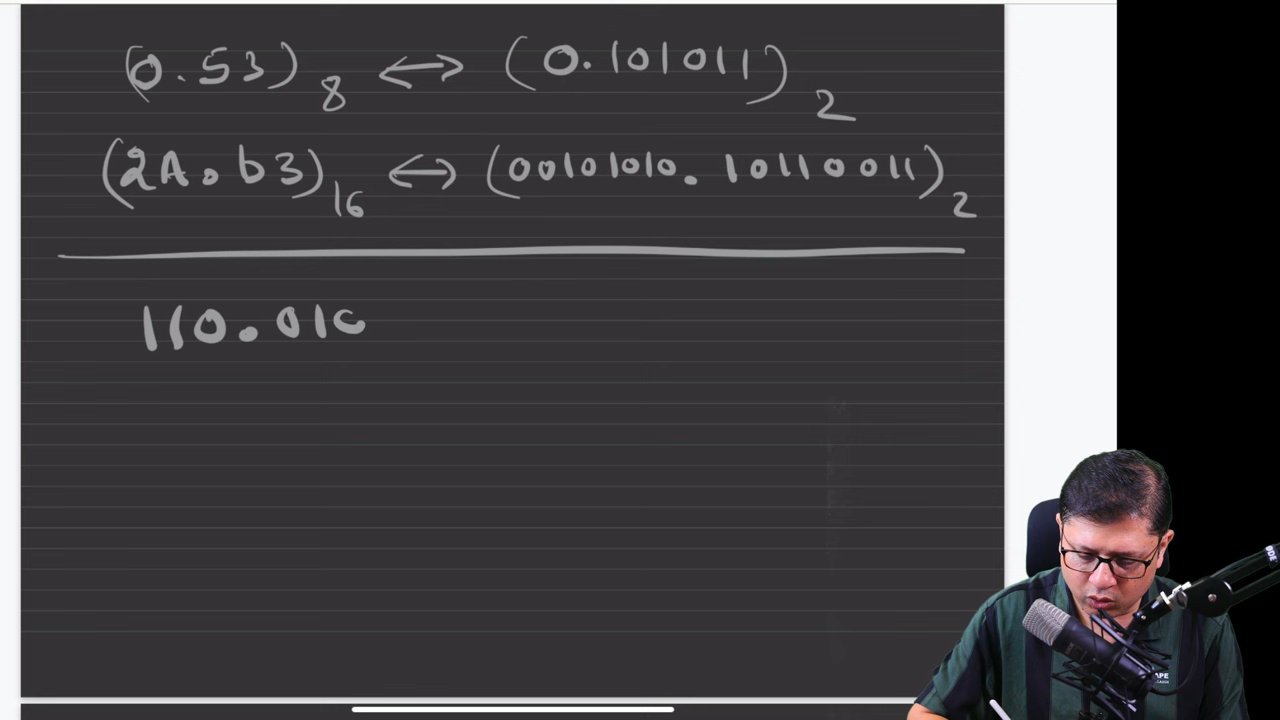 (0.53)₈ ↔ (0.101011)₂
(2A.b3)₁₆ ↔ (00101010.10110011)₂
110.010